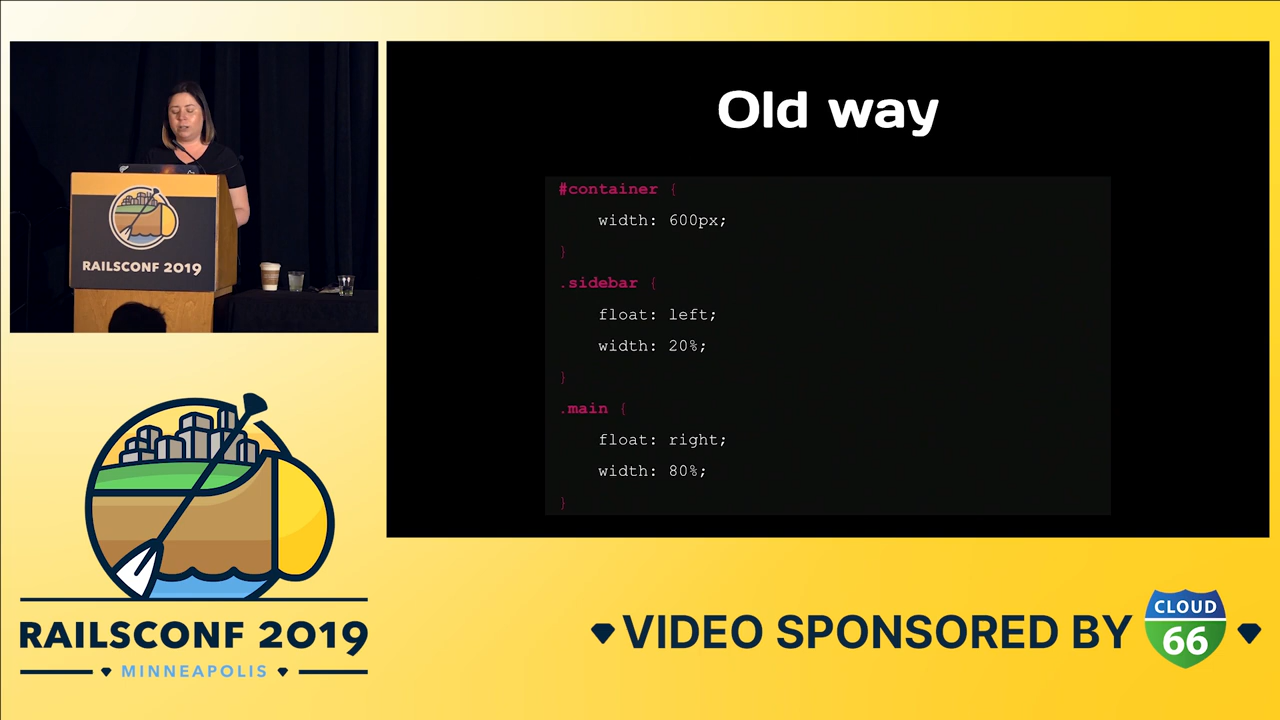 Old way
#container {
width: 600px;
}
.sidebar {
float: left;
width: 20%;
}
.main {
float: right;
width: 80%;
}
RAILSCONF 2019
RAILSCONF 2019
MINNEAPOLIS
VIDEO SPONSORED BY
CLOUD
66